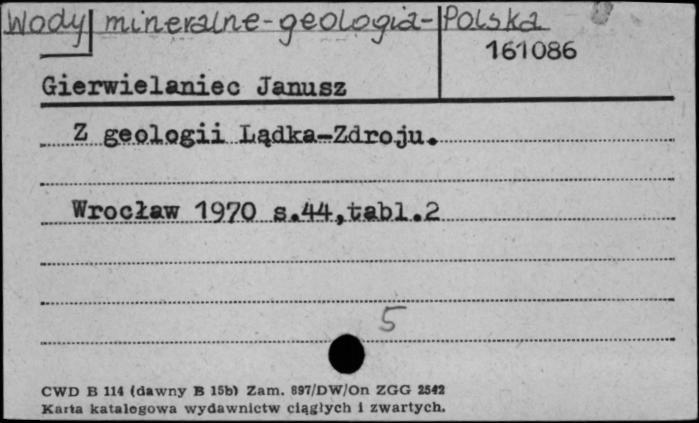 Wody mineralne-geologia-Polska
161086
Gierwielaniec Janusz
Z geologii Lądka-Zdroju.
Wrocław 1970 s.44,tabl.2
5
CWD B 114 (dawny B 15b) Zam. 897/DW/On ZGG 2542
Karta katalogowa wydawnictw ciągłych i zwartych.